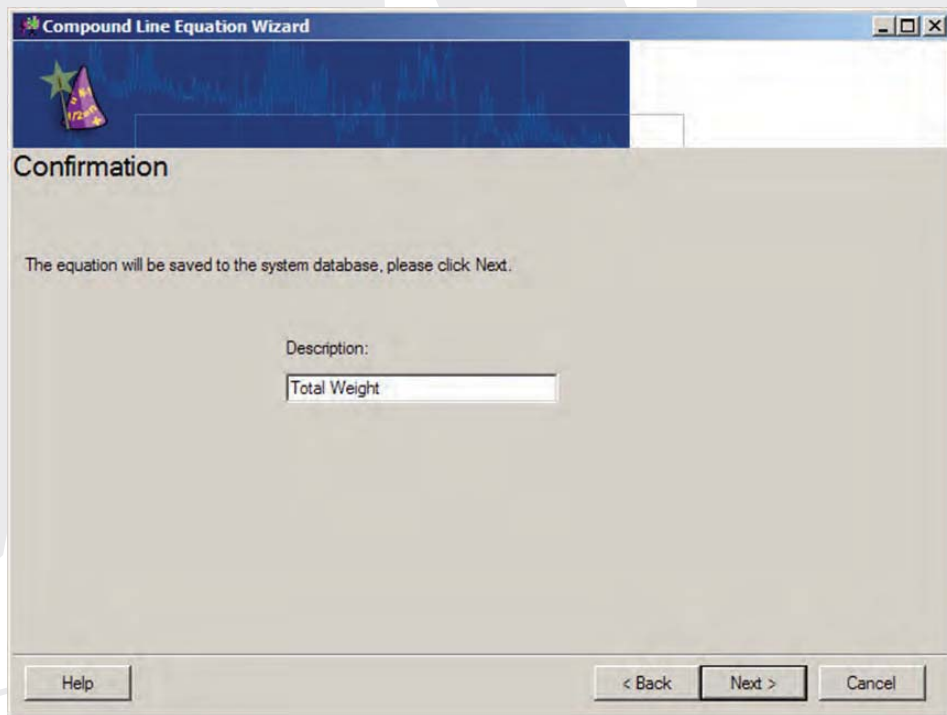 Compound Line Equation Wizard
Confirmation
The equation will be saved to the system database, please click Next.
Description:
Total Weight
Help
< Back
Next >
Cancel